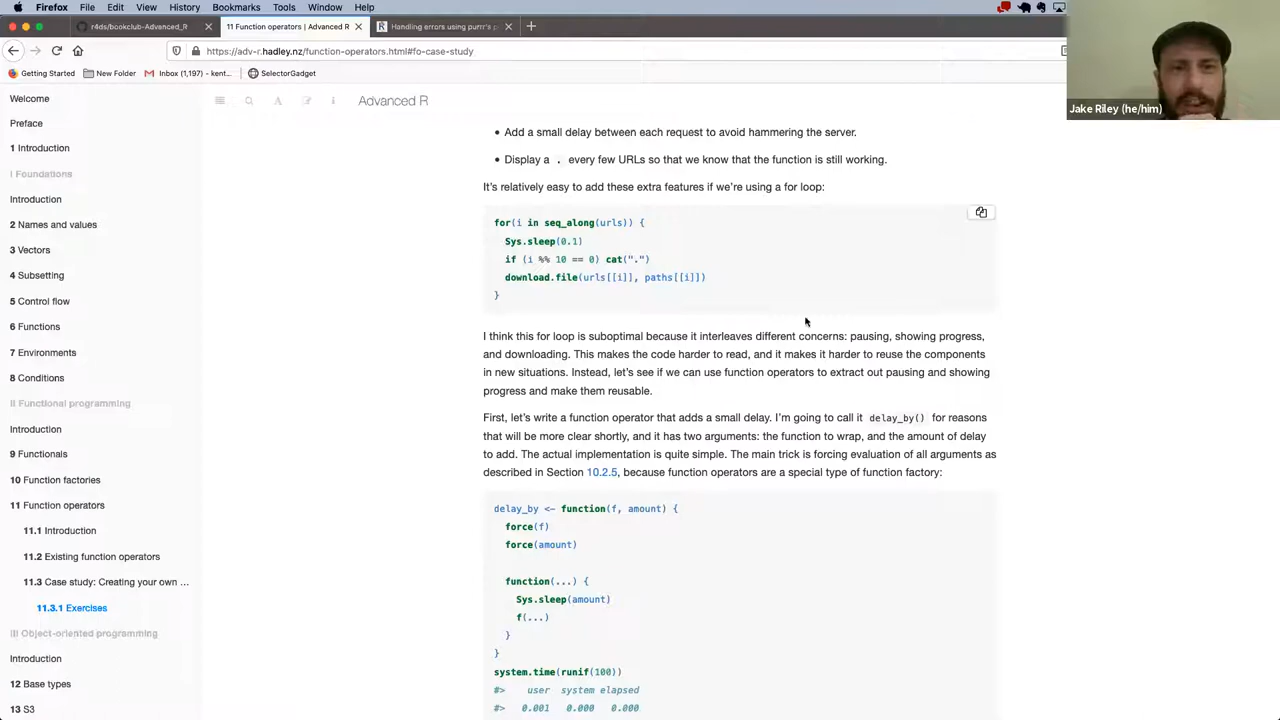 Firefox File Edit View History Bookmarks Tools Window Help
r4ds/bookclub-Advanced_R
11 Function operators | Advanced R
Handling errors using purrr's p
https://adv-r.hadley.nz/function-operators.html#fo-case-study
Getting Started New Folder Inbox (1,197) - kent... SelectorGadget
Jake Riley (he/him)
Welcome
Preface
1 Introduction
I Foundations
Introduction
2 Names and values
3 Vectors
4 Subsetting
5 Control flow
6 Functions
7 Environments
8 Conditions
II Functional programming
Introduction
9 Functionals
10 Function factories
11 Function operators
11.1 Introduction
11.2 Existing function operators
11.3 Case study: Creating your own ...
11.3.1 Exercises
III Object-oriented programming
Introduction
12 Base types
13 S3
Advanced R
• Add a small delay between each request to avoid hammering the server.
• Display a . every few URLs so that we know that the function is still working.
It's relatively easy to add these extra features if we're using a for loop:
for(i in seq_along(urls)) {
Sys.sleep(0.1)
if (i %% 10 == 0) cat(".")
download.file(urls[[i]], paths[[i]])
}
I think this for loop is suboptimal because it interleaves different concerns: pausing, showing progress,
and downloading. This makes the code harder to read, and it makes it harder to reuse the components
in new situations. Instead, let's see if we can use function operators to extract out pausing and showing
progress and make them reusable.
First, let's write a function operator that adds a small delay. I'm going to call it delay_by() for reasons
that will be more clear shortly, and it has two arguments: the function to wrap, and the amount of delay
to add. The actual implementation is quite simple. The main trick is forcing evaluation of all arguments as
described in Section 10.2.5, because function operators are a special type of function factory:
delay_by <- function(f, amount) {
force(f)
force(amount)
function(...) {
Sys.sleep(amount)
f(...)
}
}
system.time(runif(100))
#> user system elapsed
#> 0.001 0.000 0.000